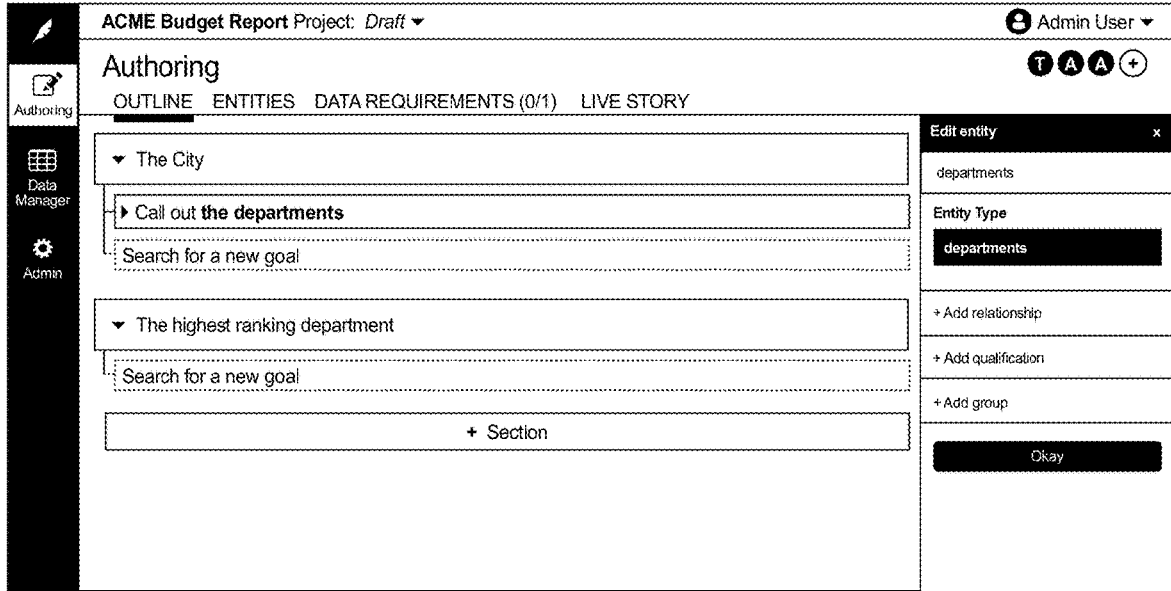 ACME Budget Report Project: Draft
Admin User
Authoring
T A A +
Authoring
OUTLINE ENTITIES DATA REQUIREMENTS (0/1) LIVE STORY
Data
Manager
Admin
The City
Call out the departments
Search for a new goal
The highest ranking department
Search for a new goal
+ Section
Edit entity x
departments
Entity Type
departments
+ Add relationship
+ Add qualification
+ Add group
Okay